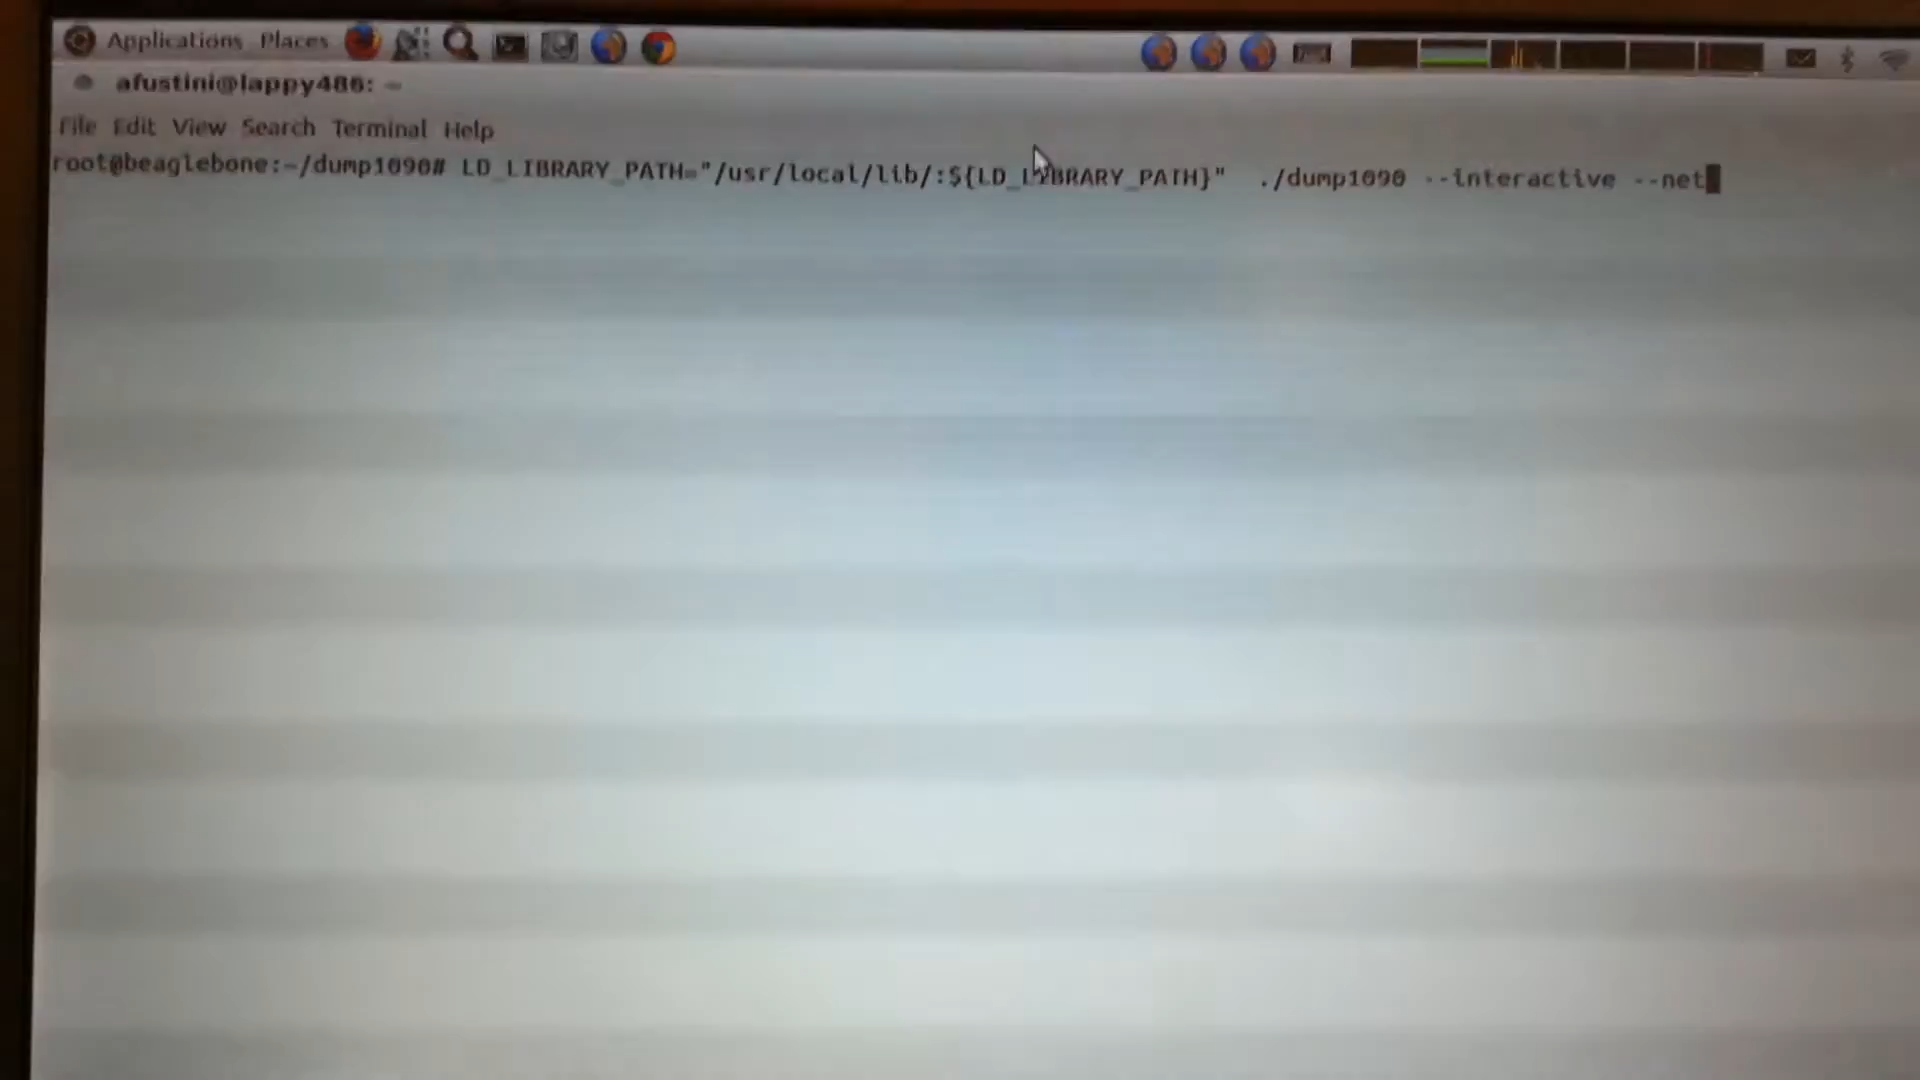 Applications Places
afustini@lappy486: ~
File Edit View Search Terminal Help
root@beaglebone:~/dump1090# LD_LIBRARY_PATH="/usr/local/lib/:${LD_LIBRARY_PATH}"  ./dump1090 --interactive --net